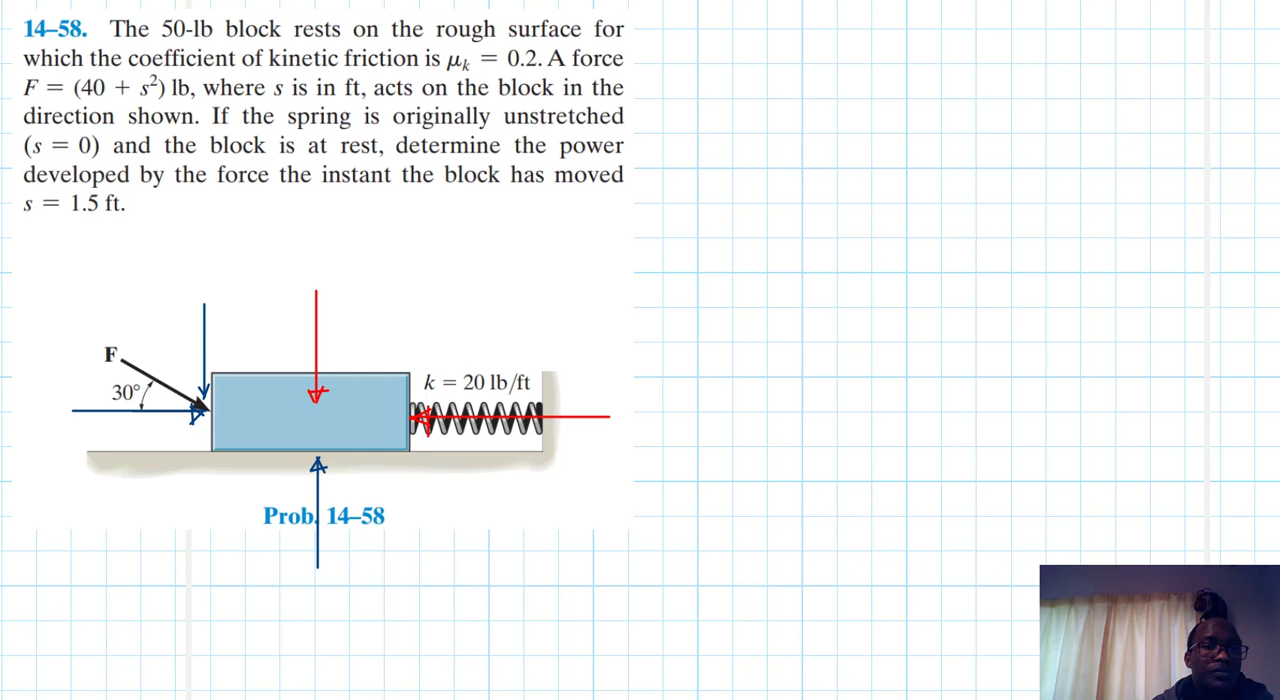 14–58. The 50-lb block rests on the rough surface for
which the coefficient of kinetic friction is μk = 0.2. A force
F = (40 + s²) lb, where s is in ft, acts on the block in the
direction shown. If the spring is originally unstretched
(s = 0) and the block is at rest, determine the power
developed by the force the instant the block has moved
s = 1.5 ft.
F
30°
k = 20 lb/ft
Prob. 14–58